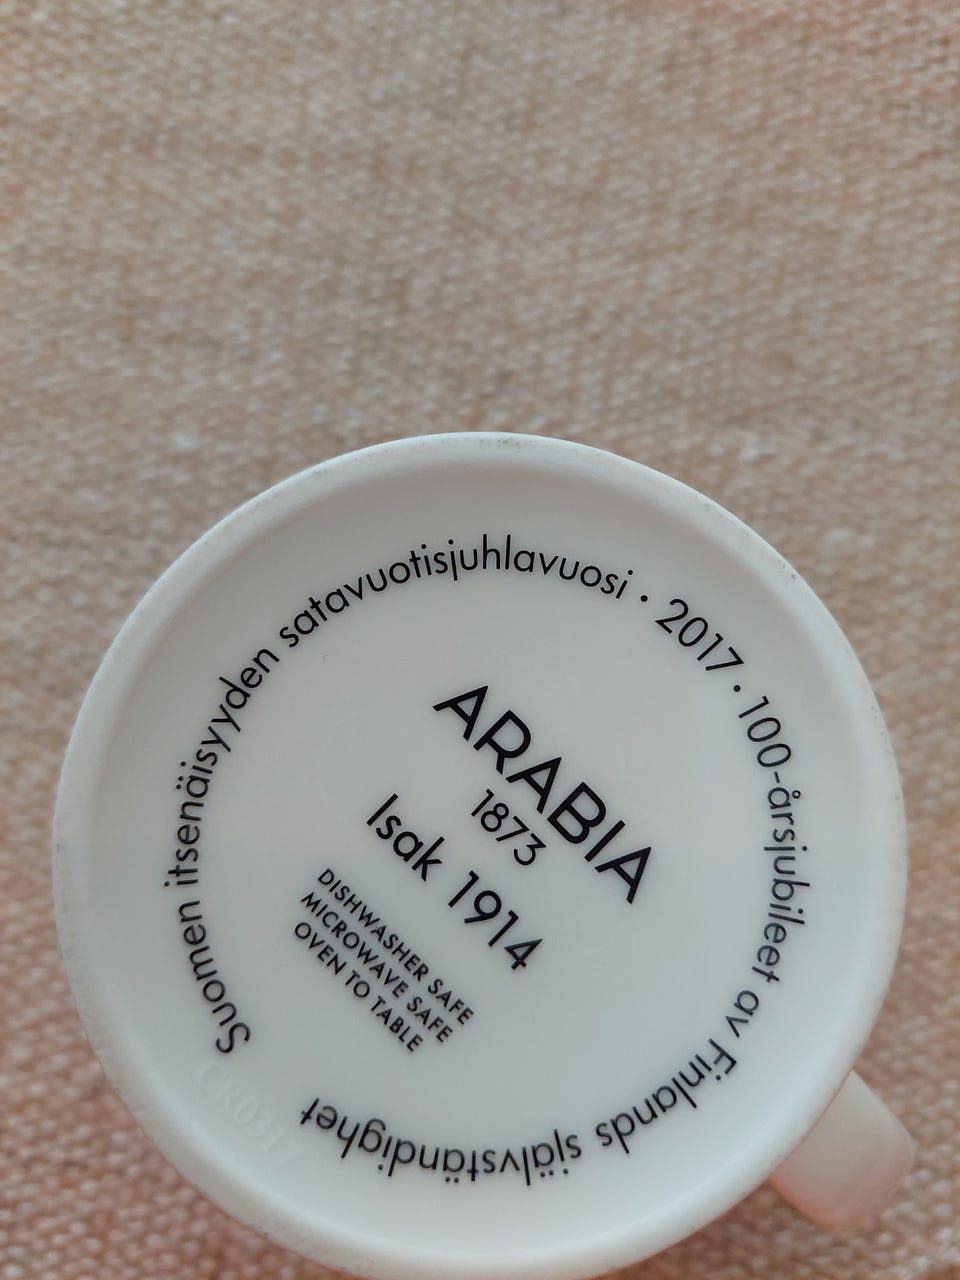 Suomen itsenäisyyden satavuotisjuhlavuosi • 2017 • 100-årsjubileet av Finlands självständighet
ARABIA
1873
Isak 1914
DISHWASHER SAFE
MICROWAVE SAFE
OVEN TO TABLE